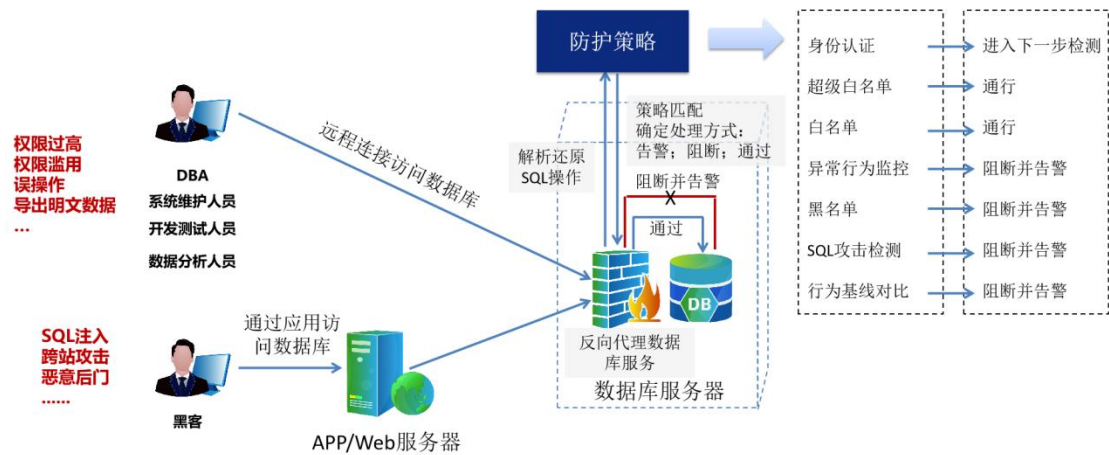 权限过高
权限滥用
误操作
导出明文数据
...
DBA
系统维护人员
开发测试人员
数据分析人员
远程连接访问数据库
SQL注入
跨站攻击
恶意后门
......
黑客
通过应用访
问数据库
APP/Web服务器
防护策略
解析还原
SQL操作
策略匹配
确定处理方式：
告警；阻断；通过
阻断并告警
X
通过
DB
反向代理数据
库服务
数据库服务器
身份认证
进入下一步检测
超级白名单
通行
白名单
通行
异常行为监控
阻断并告警
黑名单
阻断并告警
SQL攻击检测
阻断并告警
行为基线对比
阻断并告警